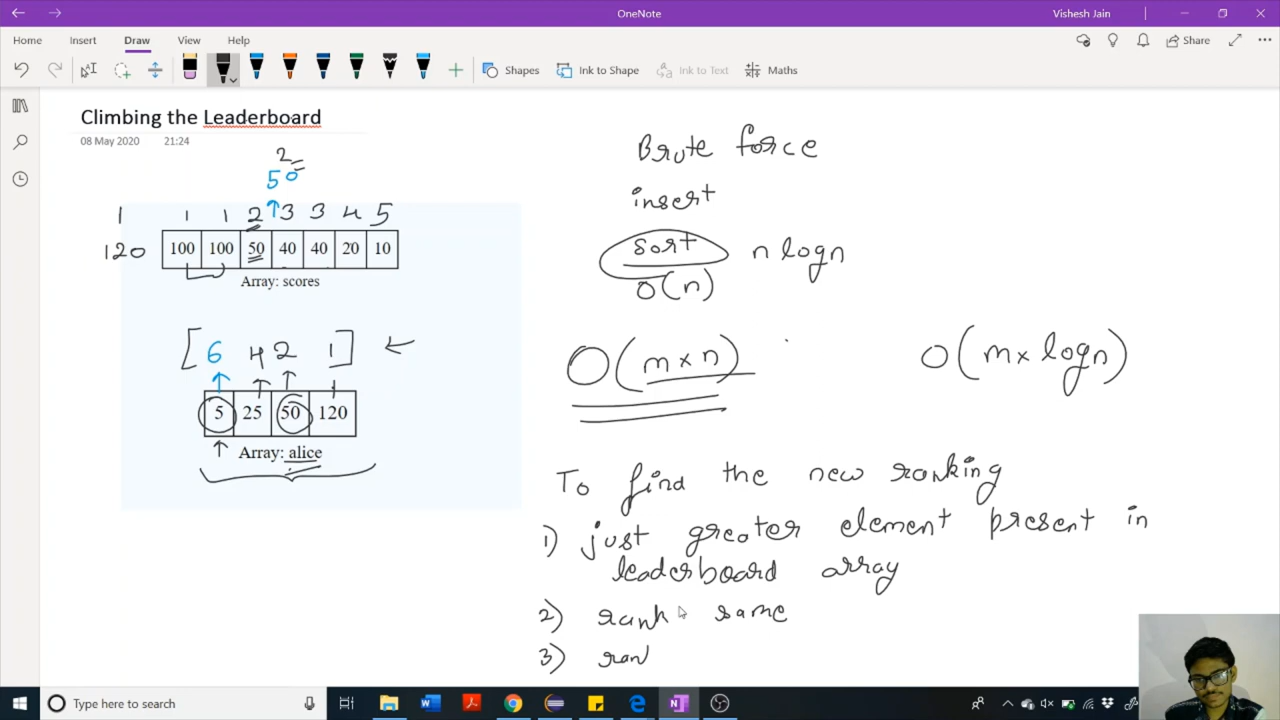 OneNote
Vishesh Jain
Home Insert Draw View Help
Share
Shapes Ink to Shape Ink to Text Maths
Climbing the Leaderboard
08 May 2020 21:24
2
50
1 1 1 2 3 3 4 5
120 100 100 50 40 40 20 10
Array: scores
[6 4 2 1]
5 25 50 120
Array: alice
Brute force
insert
sort n logn
O(n)
O(m×n) O(m×logn)
To find the new ranking
1) just greater element present in
leaderboard array
2) rank same
3) ran
Type here to search